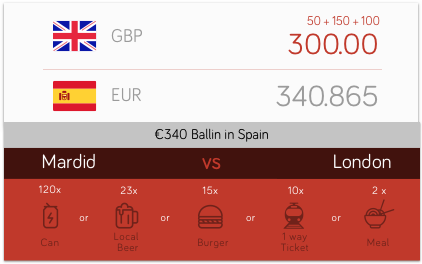 50 + 150 + 100
GBP 300.00
EUR 340.865
€340 Ballin in Spain
Mardid VS London
120x 23x 15x 10x 2 x
Can or Local Beer or Burger or 1 way Ticket or Meal